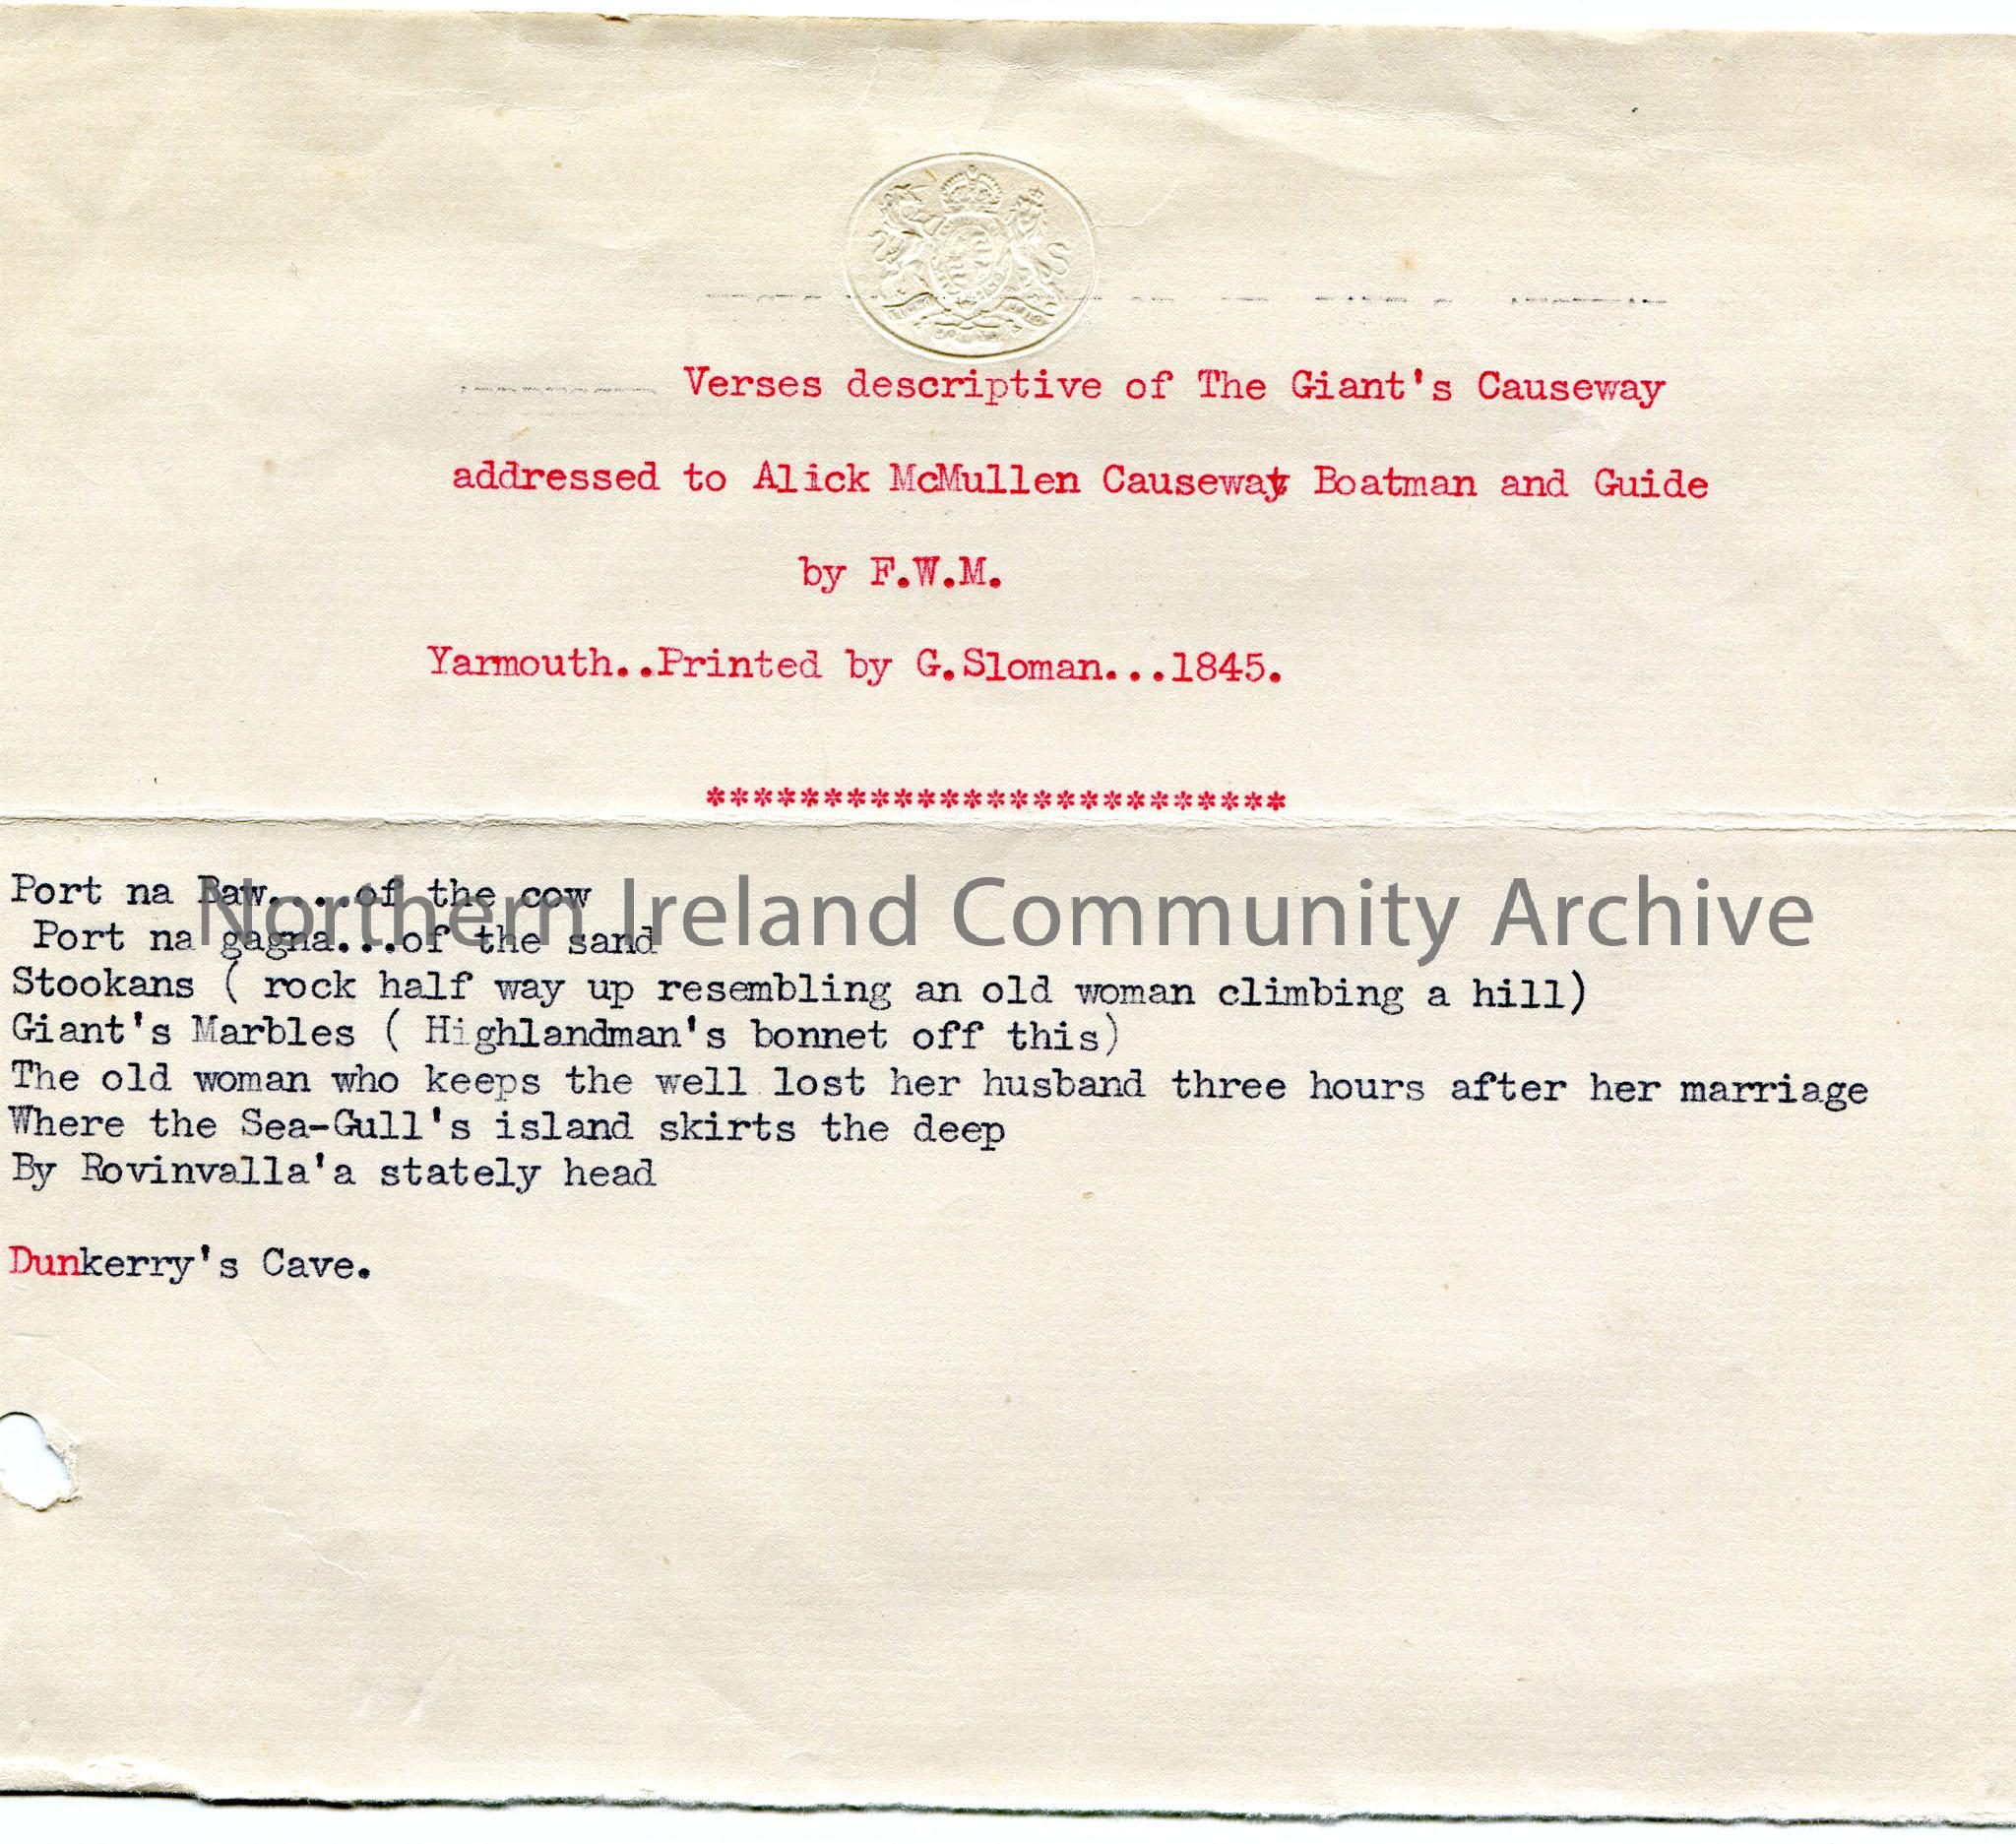 Verses descriptive of The Giant's Causeway
addressed to Alick McMullen Causeway Boatman and Guide
by F.W.M.
Yarmouth..Printed by G.Sloman...1845.
*************************
Port na Baw....of the cow
Northern Ireland Community Archive
Port na gagna...of the sand
Stookans ( rock half way up resembling an old woman climbing a hill)
Giant's Marbles ( Highlandman's bonnet off this)
The old woman who keeps the well lost her husband three hours after her marriage
Where the Sea-Gull's island skirts the deep
By Rovinvalla'a stately head
Dunkerry's Cave.